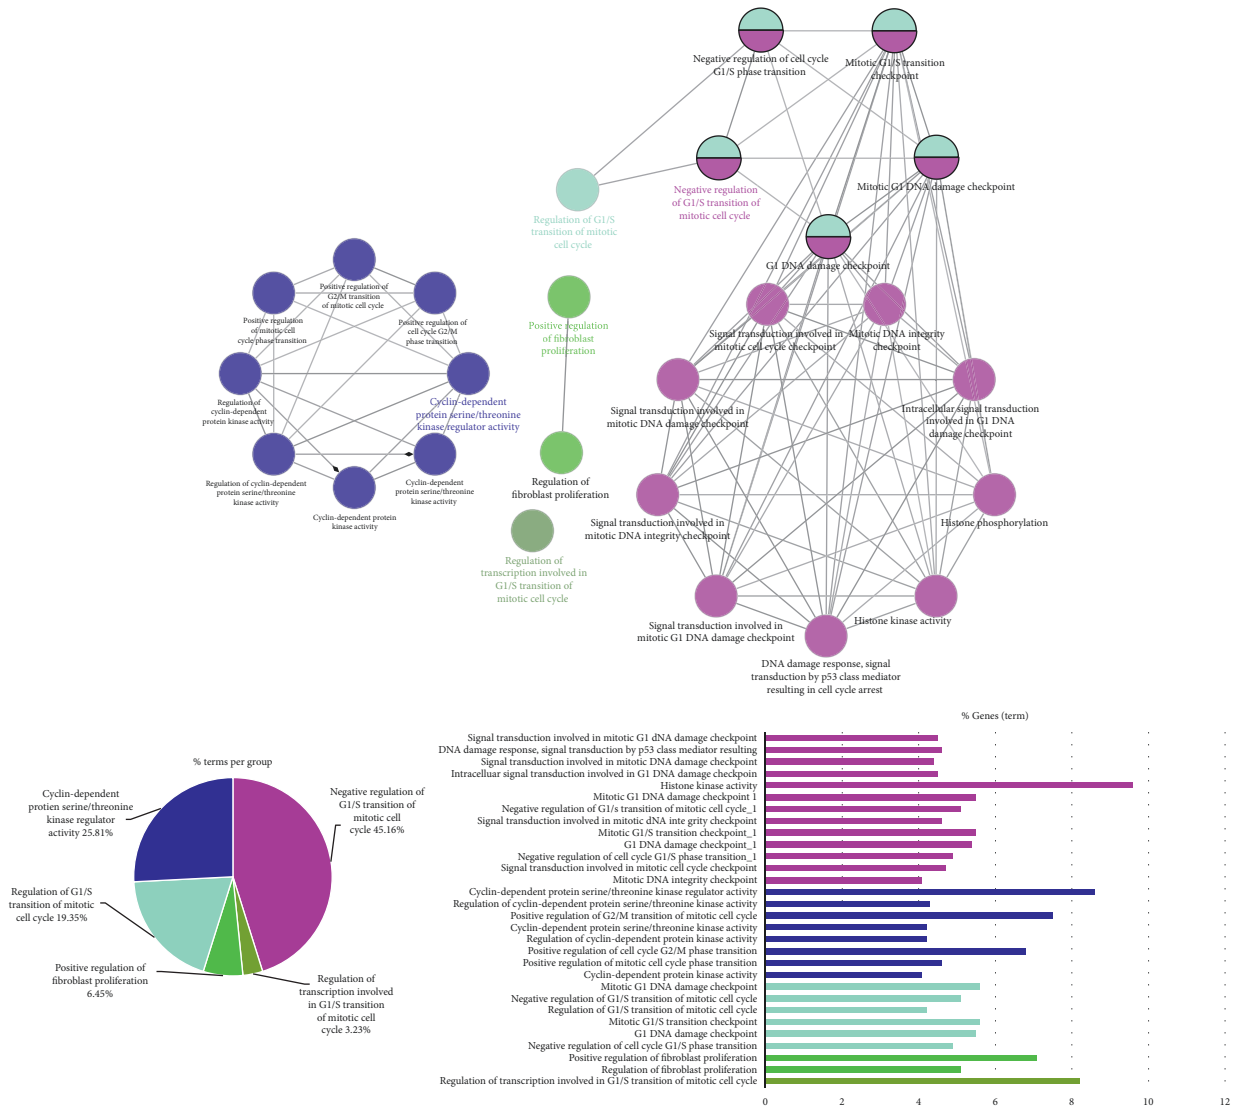 Negative regulation of cell cycle
G1/S phase transition
Mitotic G1/S transition
checkpoint
Negative regulation
of G1/S transition of
mitotic cell cycle
Mitotic G1 DNA damage checkpoint
Regulation of G1/S
transition of mitotic
cell cycle
G1 DNA damage checkpoint
Positive regulation of
G2/M transition
of mitotic cell cycle
Positive regulation
of mitotic cell
cycle phase transition
Positive regulation of
cell cycle G2/M
phase transition
Positive regulation
of fibroblast
proliferation
Signal transduction involved in
mitotic cell cycle checkpoint
Mitotic DNA integrity
checkpoint
Regulation of
cyclin-dependent
protein kinase activity
Cyclin-dependent
protein serine/threonine
kinase regulator activity
Signal transduction involved in
mitotic DNA damage checkpoint
Intracellular signal transduction
involved in G1 DNA
damage checkpoint
Regulation of cyclin-dependent
protein serine/threonine
kinase activity
Cyclin-dependent
protein serine/threonine
kinase activity
Cyclin-dependent protein
kinase activity
Regulation of
fibroblast proliferation
Signal transduction involved in
mitotic DNA integrity checkpoint
Histone phosphorylation
Regulation of
transcription involved in
G1/S transition of
mitotic cell cycle
Signal transduction involved in
mitotic G1 DNA damage checkpoint
Histone kinase activity
DNA damage response, signal
transduction by p53 class mediator
resulting in cell cycle arrest
% terms per group
Cyclin-dependent
protien serine/threonine
kinase regulator
activity 25.81%
Negative regulation of
G1/S transition of
mitotic cell
cycle 45.16%
Regulation of G1/S
transition of mitotic
cell cycle 19.35%
Positive regulation of
fibroblast proliferation
6.45%
Regulation of
transcription involved
in G1/S transition
of mitotic cell
cycle 3.23%
% Genes (term)
Signal transduction involved in mitotic G1 dNA damage checkpoint
DNA damage response, signal transduction by p53 class mediator resulting
Signal transduction involved in mitotic DNA damage checkpoint
Intracelluar signal transduction involved in G1 DNA damage checkpoin
Histone kinase activity
Mitotic G1 DNA damage checkpoint 1
Negative regulation of G1/s transition of mitotic cell cycle_1
Signal transduction involved in mitotic dNA inte grity checkpoint
Mitotic G1/S transition checkpoint_1
G1 DNA damage checkpoint_1
Negative regulation of cell cycle G1/S phase transition_1
Signal transduction involved in mitotic cell cycle checkpoint
Mitotic DNA integrity checkpoint
Cyclin-dependent protein serine/threonine kinase regulator activity
Regulation of cyclin-dependent protein serine/threonine kinase activity
Positive regulation of G2/M transition of mitotic cell cycle
Cyclin-dependent protein serine/threonine kinase activity
Regulation of cyclin-dependent protein kinase activity
Positive regulation of cell cycle G2/M phase transition
Positive regulation of mitotic cell cycle phase transition
Cyclin-dependent protein kinase activity
Mitotic G1 DNA damage checkpoint
Negative regulation of G1/S transition of mitotic cell cycle
Regulation of G1/S transition of mitotic cell cycle
Mitotic G1/S transition checkpoint
G1 DNA damage checkpoint
Negative regulation of cell cycle G1/S phase transition
Positive regulation of fibroblast proliferation
Regulation of fibroblast proliferation
Regulation of transcription involved in G1/S transition of mitotic cell cycle
0 2 4 6 8 10 12